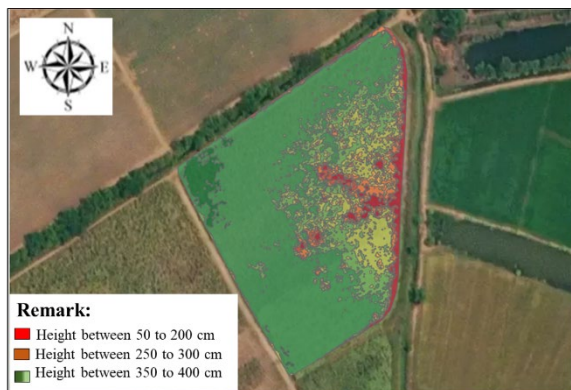 N
W E
S
Remark:
Height between 50 to 200 cm
Height between 250 to 300 cm
Height between 350 to 400 cm